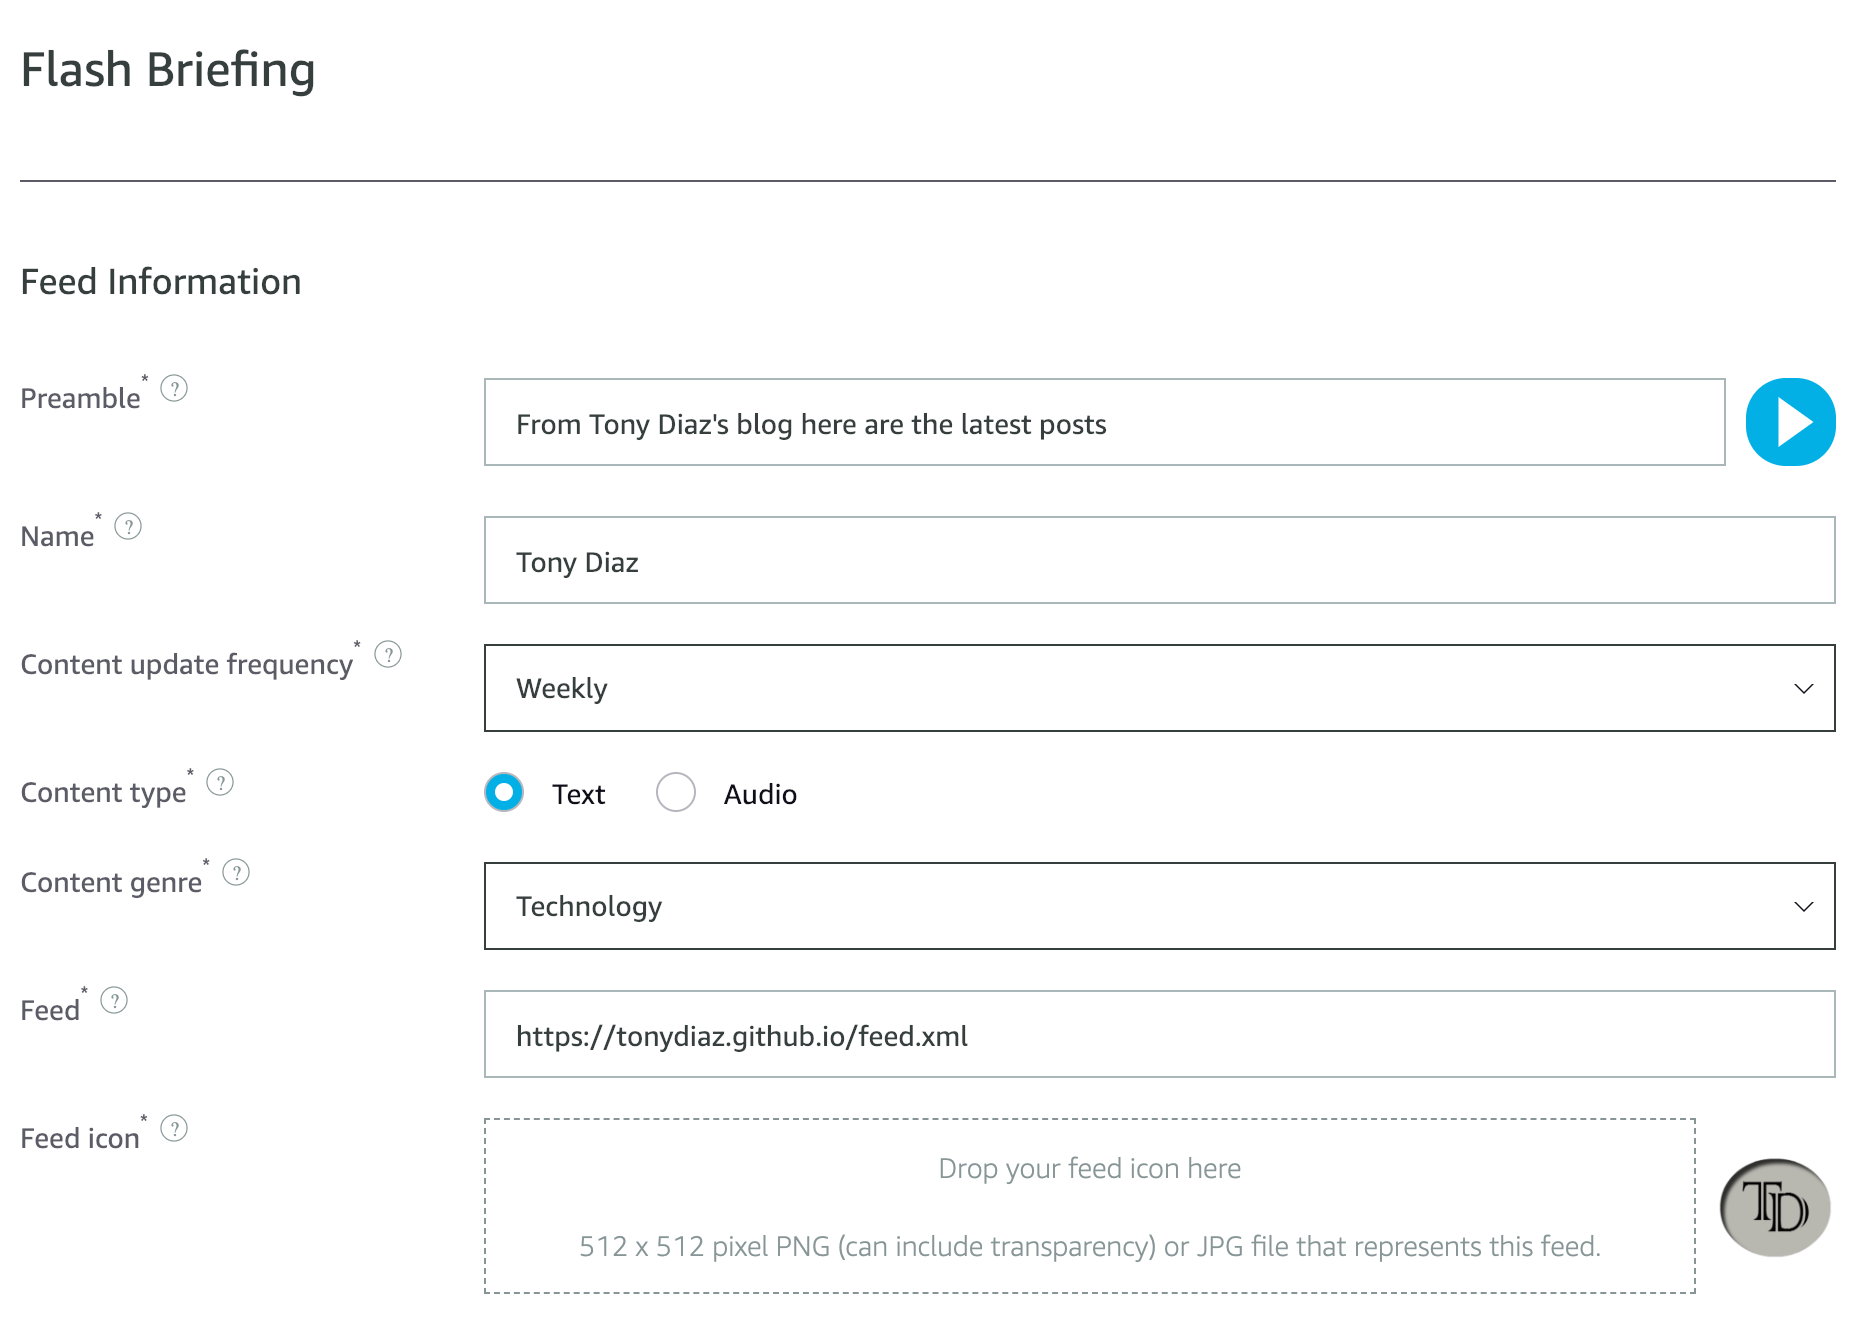 Flash Briefing
Feed Information
Preamble* ?
From Tony Diaz's blog here are the latest posts
Name* ?
Tony Diaz
Content update frequency* ?
Weekly
Content type* ?
Text Audio
Content genre* ?
Technology
Feed* ?
https://tonydiaz.github.io/feed.xml
Feed icon* ?
Drop your feed icon here
512 x 512 pixel PNG (can include transparency) or JPG file that represents this feed.
TD